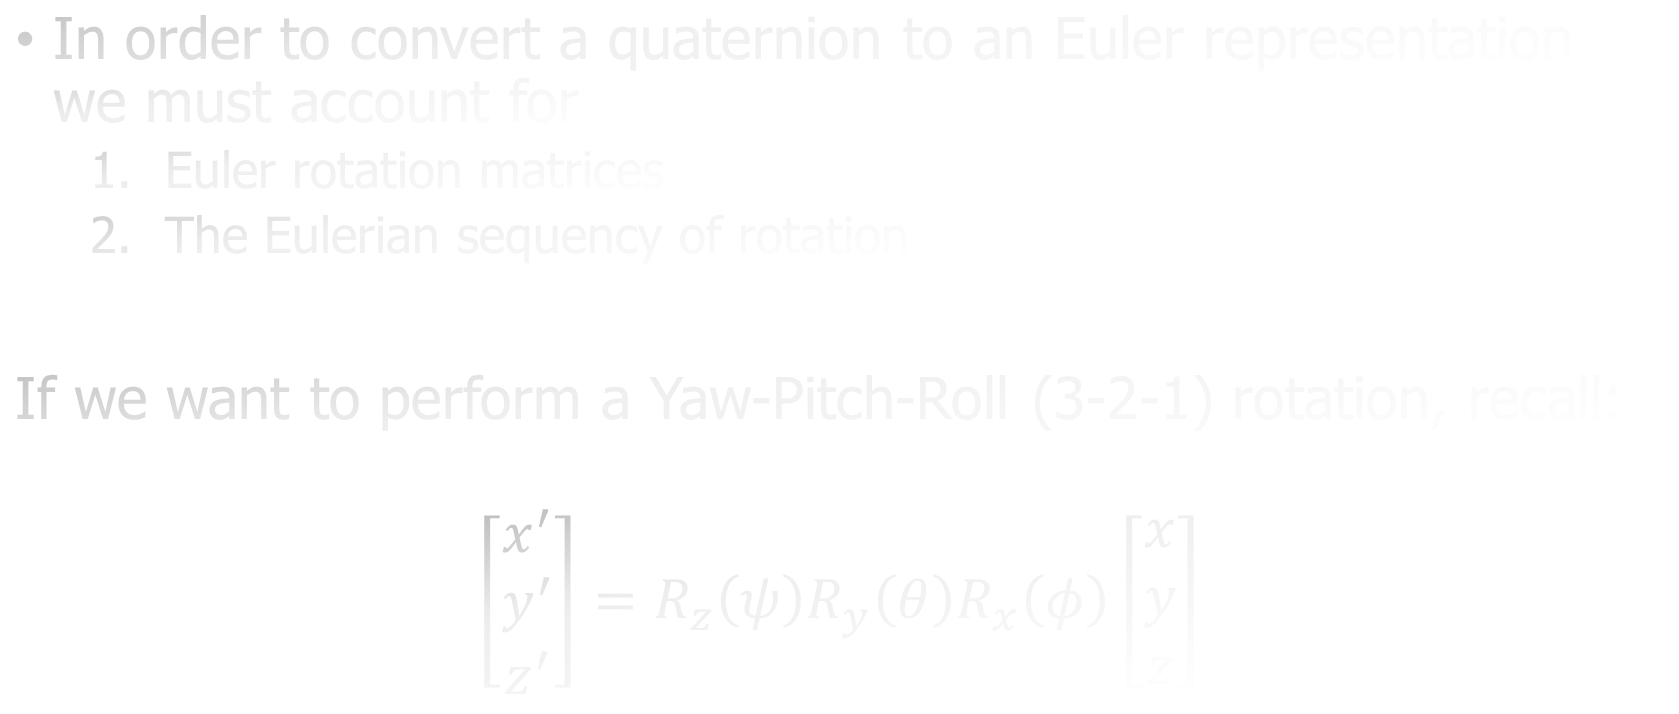 • In order to convert a quaternion to an Euler representation
we must account for
1. Euler rotation matrices
2. The Eulerian sequency of rotation
If we want to perform a Yaw-Pitch-Roll (3-2-1) rotation, recall:
[x′ y′ z′] = R_z(ψ)R_y(θ)R_x(ϕ) [x y z]